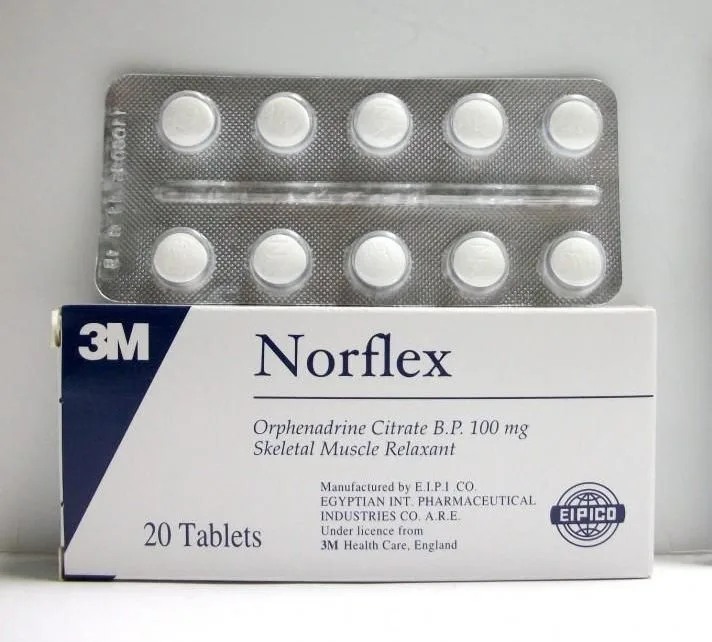 3M
Norflex
Orphenadrine Citrate B.P. 100 mg
Skeletal Muscle Relaxant
Manufactured by E.I.P.I .CO.
EGYPTIAN INT. PHARMACEUTICAL
INDUSTRIES CO. A.R.E.
Under licence from
3M Health Care, England
EIPICO
20 Tablets